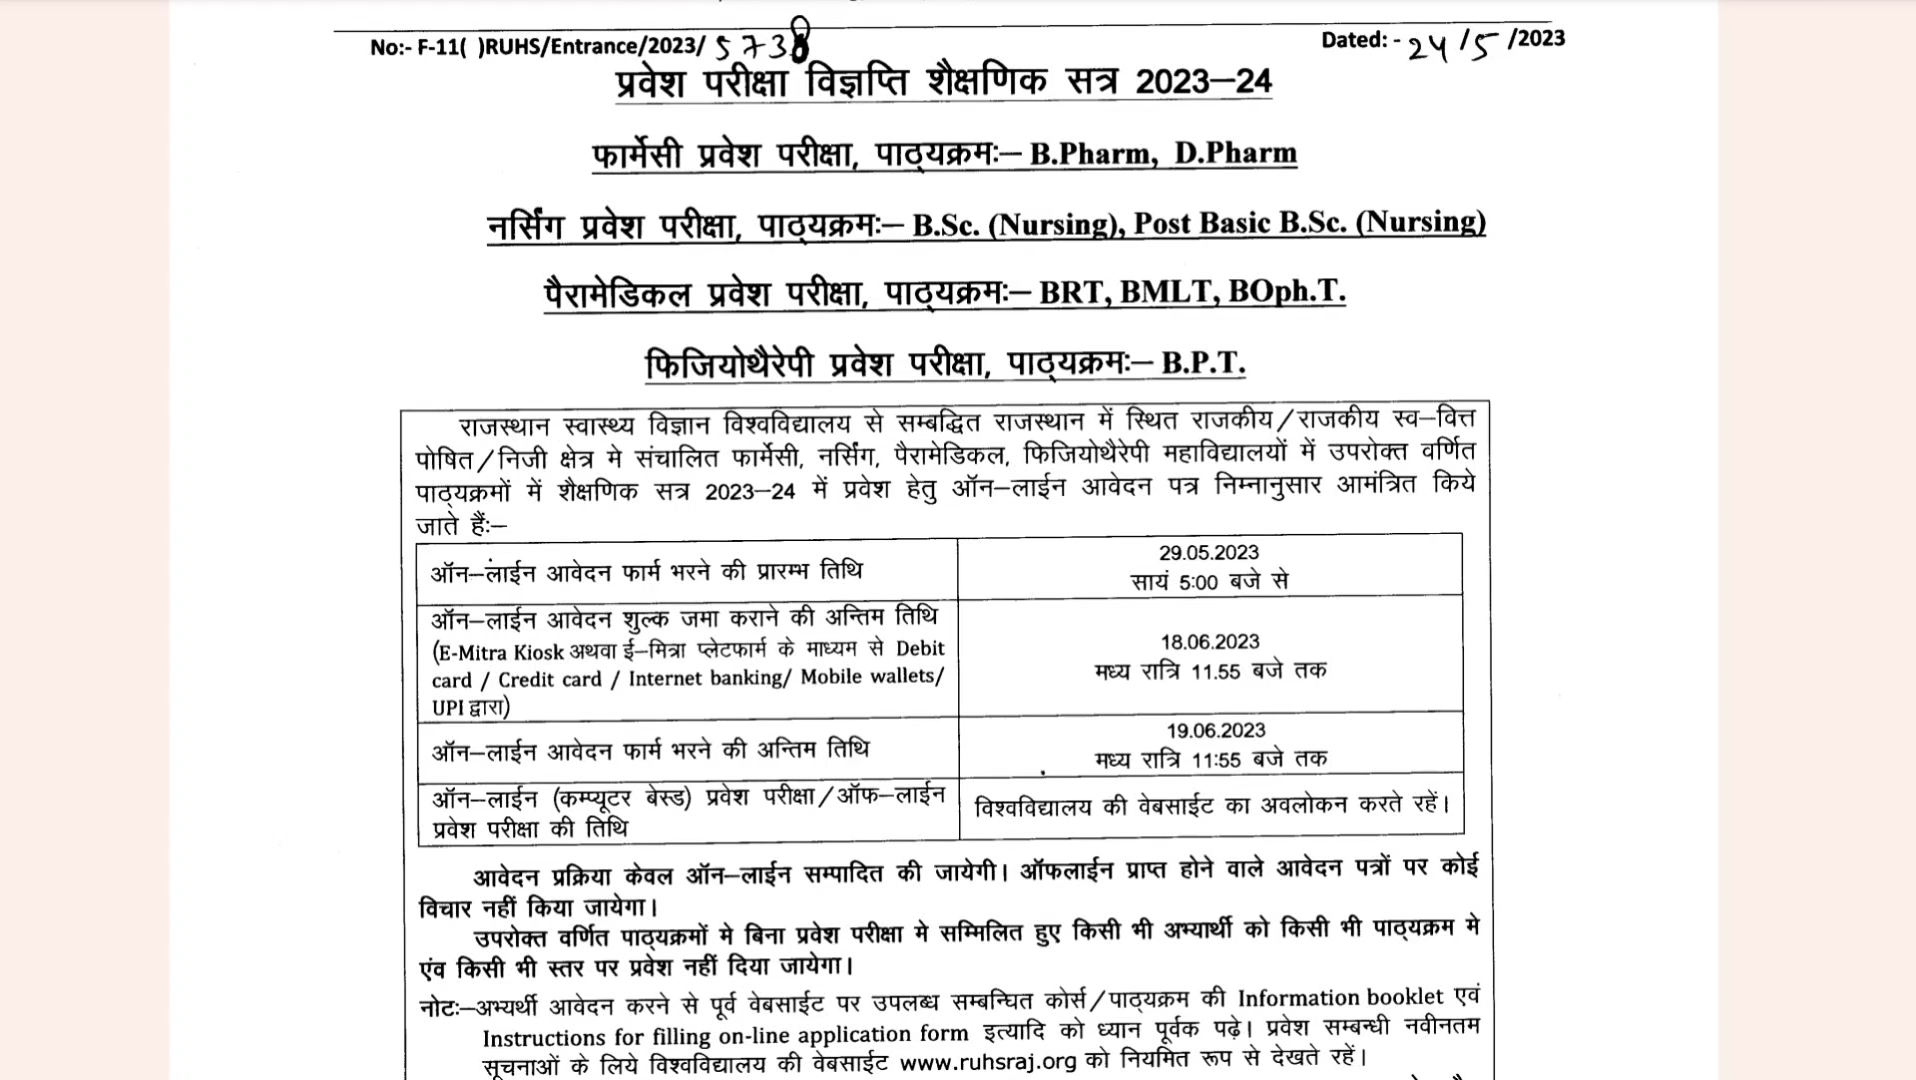 No:- F-11( )RUHS/Entrance/2023/ 5738
Dated: - 24/5 /2023
प्रवेश परीक्षा विज्ञप्ति शैक्षणिक सत्र 2023–24
फार्मेसी प्रवेश परीक्षा, पाठ्यक्रमः– B.Pharm, D.Pharm
नर्सिंग प्रवेश परीक्षा, पाठ्यक्रमः– B.Sc. (Nursing), Post Basic B.Sc. (Nursing)
पैरामेडिकल प्रवेश परीक्षा, पाठ्यक्रमः– BRT, BMLT, BOph.T.
फिजियोथैरेपी प्रवेश परीक्षा, पाठ्यक्रमः– B.P.T.
राजस्थान स्वास्थ्य विज्ञान विश्वविद्यालय से सम्बद्धित राजस्थान में स्थित राजकीय/राजकीय स्व–वित्त
पोषित/निजी क्षेत्र मे संचालित फार्मेसी, नर्सिंग, पैरामेडिकल, फिजियोथैरेपी महाविद्यालयों में उपरोक्त वर्णित
पाठ्यक्रमों में शैक्षणिक सत्र 2023–24 में प्रवेश हेतु ऑन–लाईन आवेदन पत्र निम्नानुसार आमंत्रित किये
जाते हैंः–
ऑन–लाईन आवेदन फार्म भरने की प्रारम्भ तिथि
29.05.2023
सायं 5:00 बजे से
ऑन–लाईन आवेदन शुल्क जमा कराने की अन्तिम तिथि
(E-Mitra Kiosk अथवा ई–मित्रा प्लेटफार्म के माध्यम से Debit
card / Credit card / Internet banking/ Mobile wallets/
UPI द्वारा)
18.06.2023
मध्य रात्रि 11.55 बजे तक
ऑन–लाईन आवेदन फार्म भरने की अन्तिम तिथि
19.06.2023
मध्य रात्रि 11:55 बजे तक
ऑन–लाईन (कम्प्यूटर बेस्ड) प्रवेश परीक्षा/ऑफ–लाईन
प्रवेश परीक्षा की तिथि
विश्वविद्यालय की वेबसाईट का अवलोकन करते रहें।
आवेदन प्रक्रिया केवल ऑन–लाईन सम्पादित की जायेगी। ऑफलाईन प्राप्त होने वाले आवेदन पत्रों पर कोई
विचार नहीं किया जायेगा।
उपरोक्त वर्णित पाठ्यक्रमों मे बिना प्रवेश परीक्षा मे सम्मिलित हुए किसी भी अभ्यार्थी को किसी भी पाठ्यक्रम मे
एंव किसी भी स्तर पर प्रवेश नहीं दिया जायेगा।
नोटः–अभ्यर्थी आवेदन करने से पूर्व वेबसाईट पर उपलब्ध सम्बन्धित कोर्स/पाठ्यक्रम की Information booklet एवं
Instructions for filling on-line application form इत्यादि को ध्यान पूर्वक पढ़े। प्रवेश सम्बन्धी नवीनतम
सूचनाओं के लिये विश्वविद्यालय की वेबसाईट www.ruhsraj.org को नियमित रूप से देखते रहें।